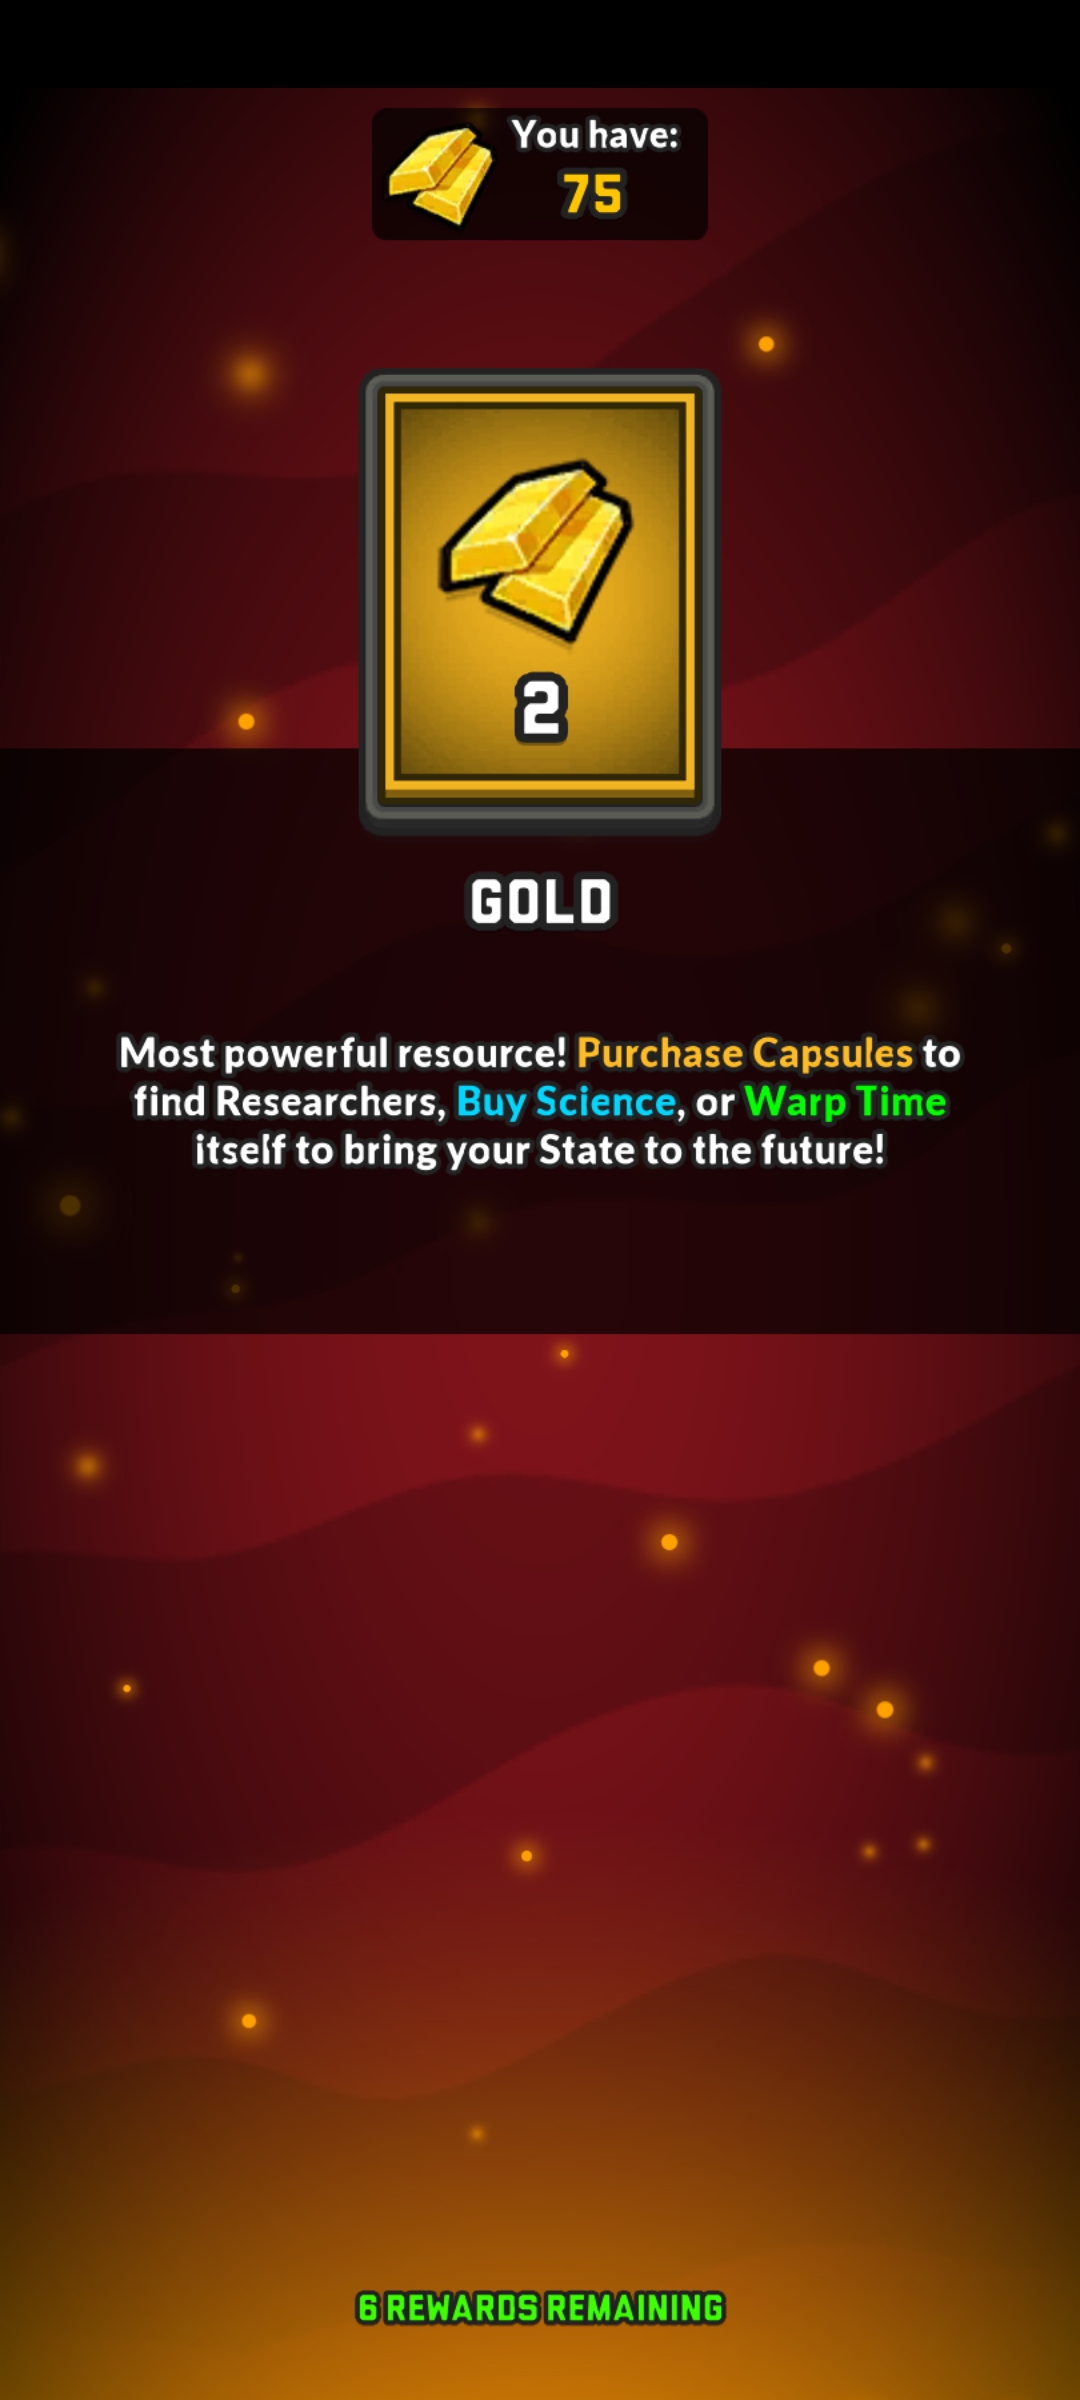 You have:
75
2
GOLD
Most powerful resource! Purchase Capsules to
find Researchers, Buy Science, or Warp Time
itself to bring your State to the future!
6 REWARDS REMAINING